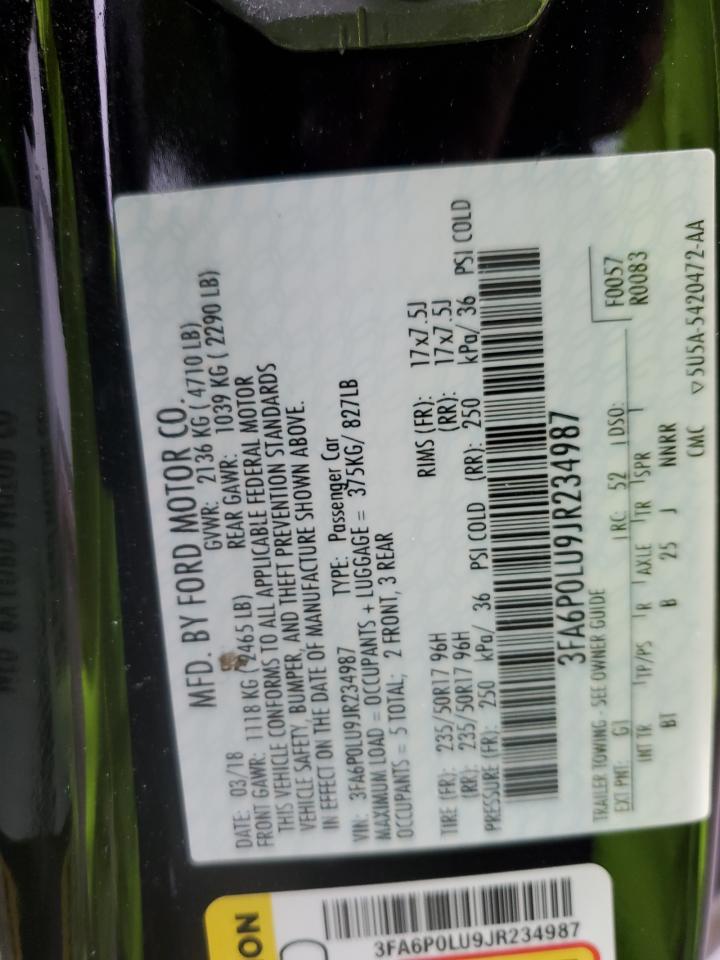 MFD. BY FORD MOTOR CO.
DATE: 03/18 GVWR: 2136 KG ( 4710 LB)
FRONT GAWR: 1118 KG ( 2465 LB) REAR GAWR: 1039 KG ( 2290 LB)
THIS VEHICLE CONFORMS TO ALL APPLICABLE FEDERAL MOTOR
VEHICLE SAFETY, BUMPER, AND THEFT PREVENTION STANDARDS
IN EFFECT ON THE DATE OF MANUFACTURE SHOWN ABOVE.
VIN: 3FA6P0LU9JR234987 TYPE: Passenger Car
MAXIMUM LOAD = OCCUPANTS + LUGGAGE = 375KG/ 827LB
OCCUPANTS = 5 TOTAL; 2 FRONT, 3 REAR
TIRE (FR): 235/50R17 96H RIMS (FR): 17x7.5J
(RR): 235/50R17 96H (RR): 17x7.5J
PRESSURE (FR): 250 kPa/ 36 PSI COLD (RR): 250 kPa/ 36 PSI COLD
3FA6P0LU9JR234987
TRAILER TOWING - SEE OWNER GUIDE
EXT PNT: G1 RC: 52 DSO: F0057
INT TR TP/PS R AXLE TR SPR R0083
BT B 25 J NNRR
CMC ▽5U5A-5420472-AA
ON
3FA6P0LU9JR234987